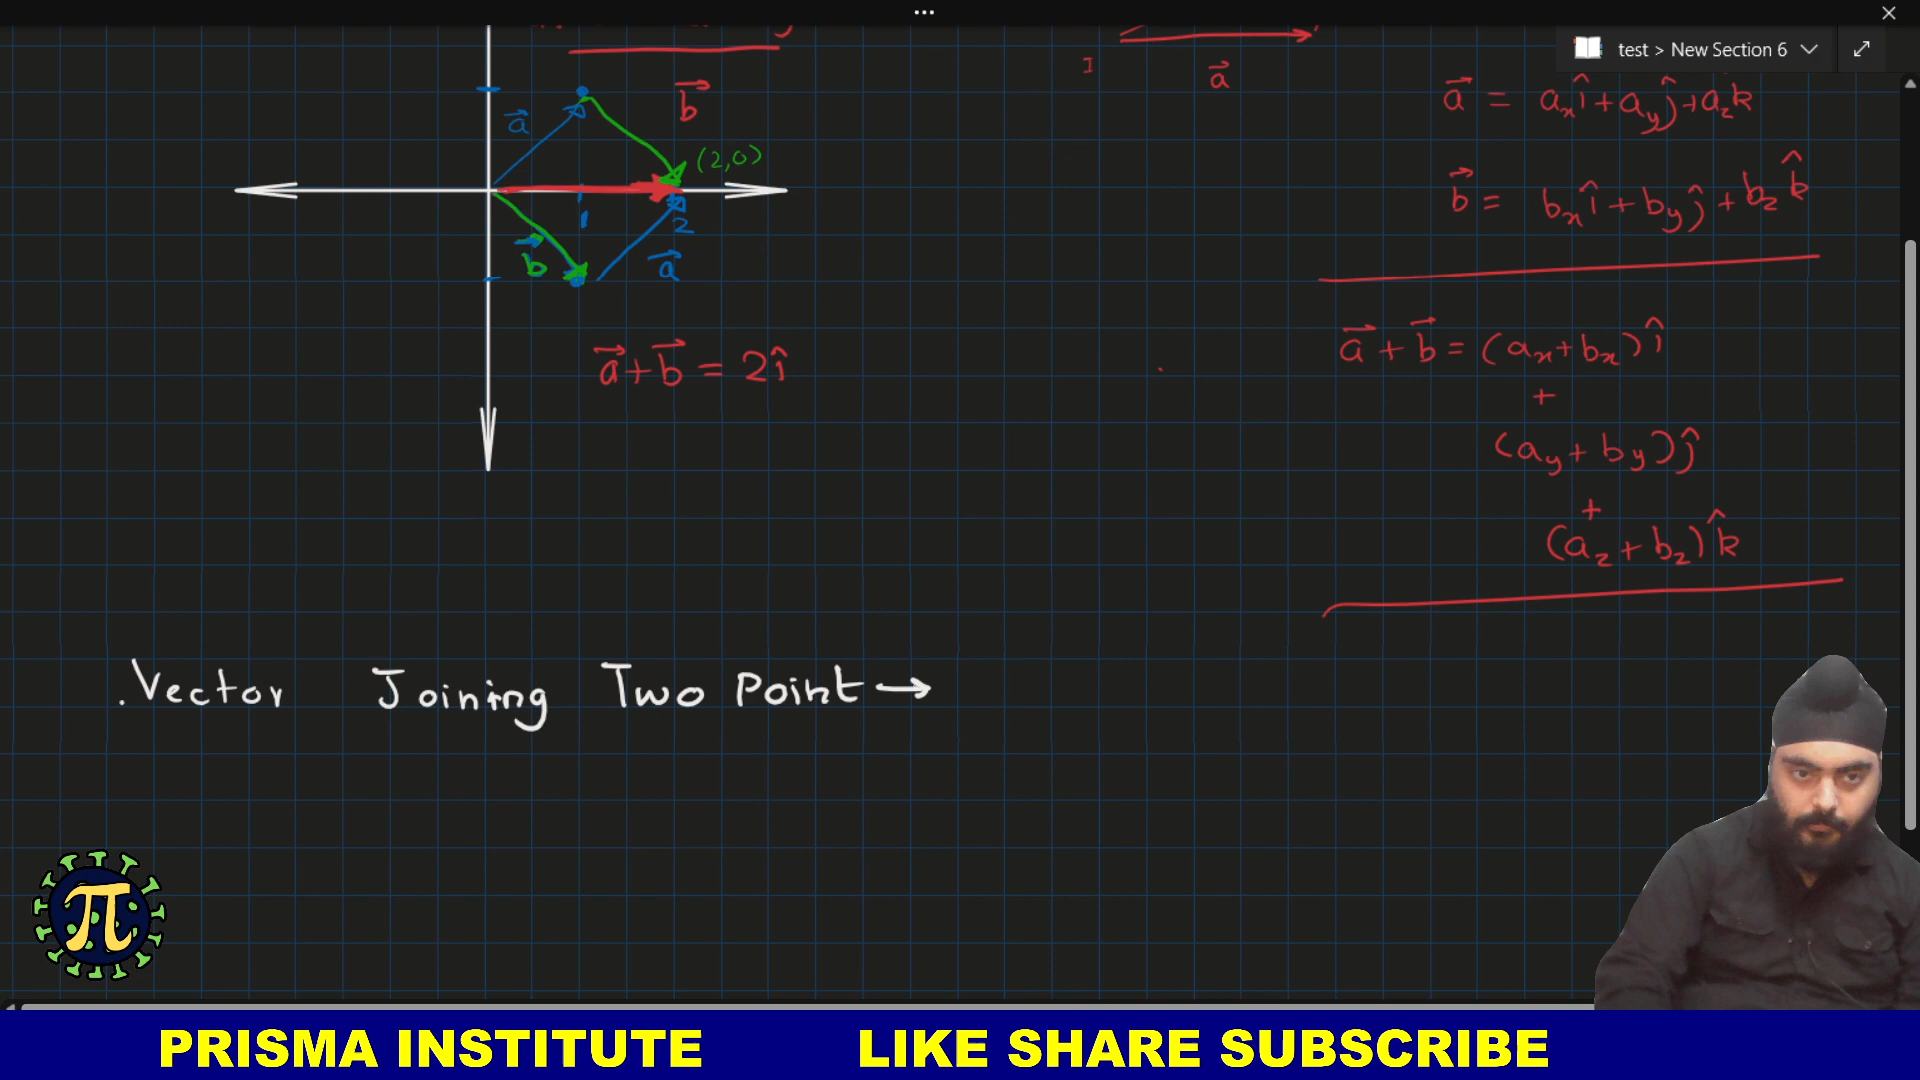 test > New Section 6
a⃗
b⃗
a⃗
(2,0)
1
2
b⃗
a⃗
a⃗ = aₓî + a_yĵ + a_zk
b⃗ = bₓî + b_yĵ + b_zk̂
a⃗ + b⃗ = 2î
a⃗ + b⃗ = (aₓ + bₓ) î
+
(a_y + b_y) ĵ
+
(a_z + b_z) k̂
.Vector Joining Two Point →
π
PRISMA INSTITUTE LIKE SHARE SUBSCRIBE